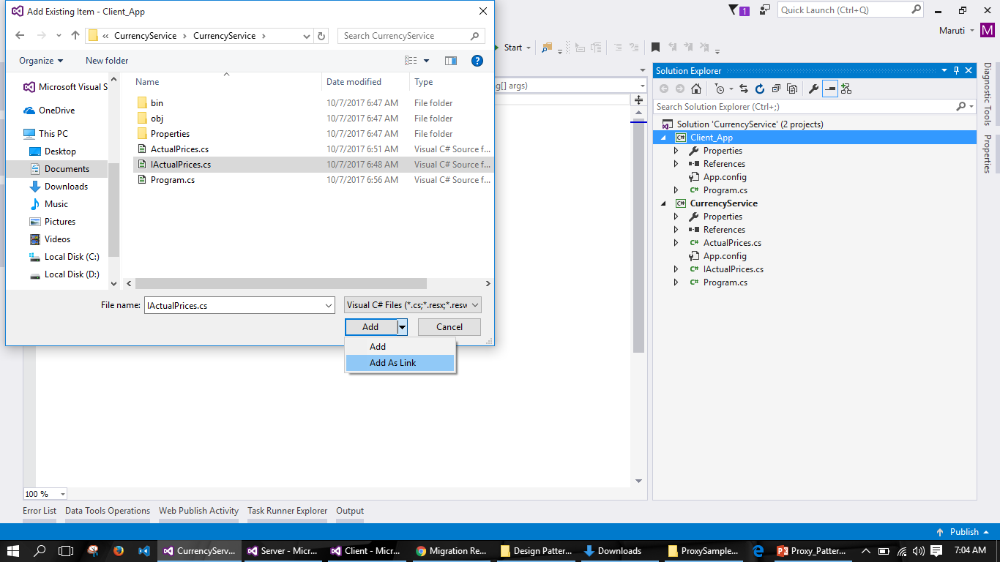 Add Existing Item - Client_App
1
Quick Launch (Ctrl+Q)
Maruti
M
« CurrencyService › CurrencyService ›
Search CurrencyService
Start
Organize
New folder
?
Solution Explorer
Diagnostic Tools
Properties
Name
Date modified
Type
g[] args)
Microsoft Visual S
OneDrive
This PC
Desktop
Documents
Downloads
Music
Pictures
Videos
Local Disk (C:)
Local Disk (D:)
bin 10/7/2017 6:47 AM File folder
obj 10/7/2017 6:47 AM File folder
Properties 10/7/2017 6:47 AM File folder
ActualPrices.cs 10/7/2017 6:51 AM Visual C# Source f...
IActualPrices.cs 10/7/2017 6:48 AM Visual C# Source f...
Program.cs 10/7/2017 6:56 AM Visual C# Source f...
File name: IActualPrices.cs
Visual C# Files (*.cs;*.resx;*.resw
Add
Cancel
Add
Add As Link
Search Solution Explorer (Ctrl+;)
Solution 'CurrencyService' (2 projects)
C# Client_App
Properties
References
App.config
C# Program.cs
C# CurrencyService
Properties
References
C# ActualPrices.cs
App.config
C# IActualPrices.cs
C# Program.cs
100 %
Error List
Data Tools Operations
Web Publish Activity
Task Runner Explorer
Output
Publish
CurrencyServ...
Server - Micr...
Client - Micr...
Migration Re...
Design Patter...
Downloads
ProxySample...
Proxy_Patter...
7:04 AM